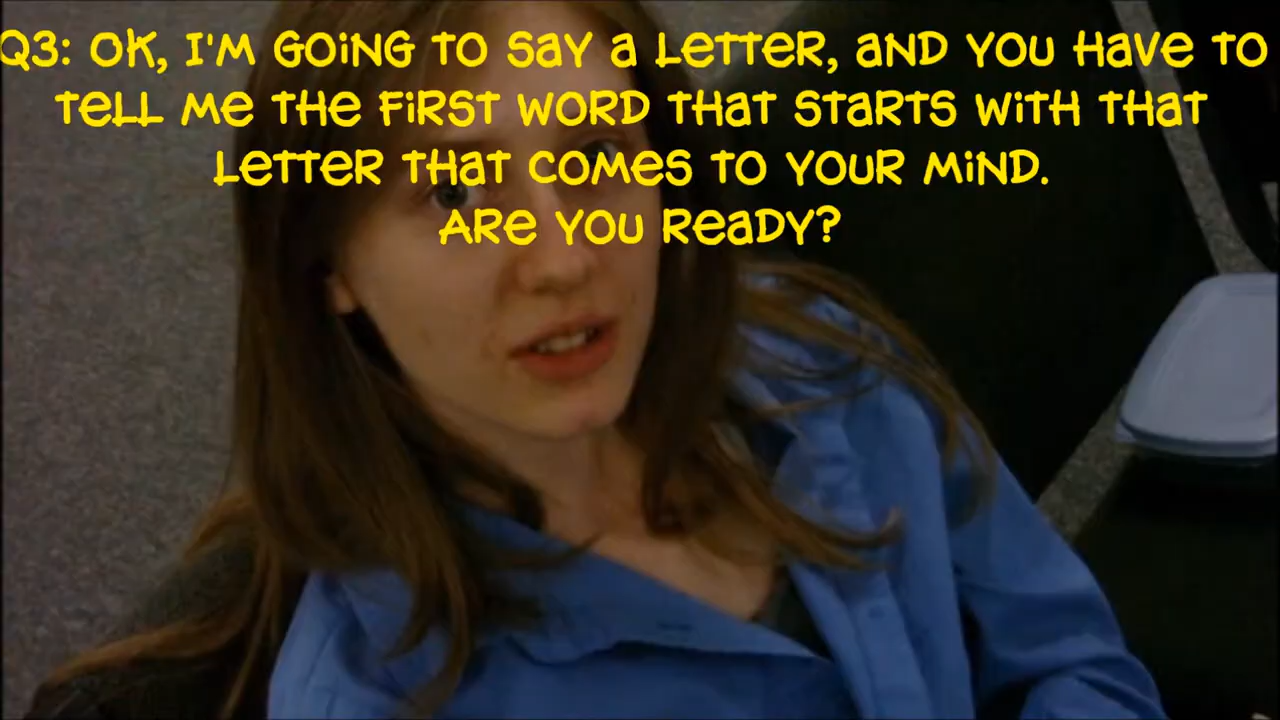 Q3: OK, I'M GOING TO SAY A LETTER, AND YOU HAVE TO
TELL ME THE FIRST WORD THAT STARTS WITH THAT
LETTER THAT COMES TO YOUR MIND.
ARE YOU READY?